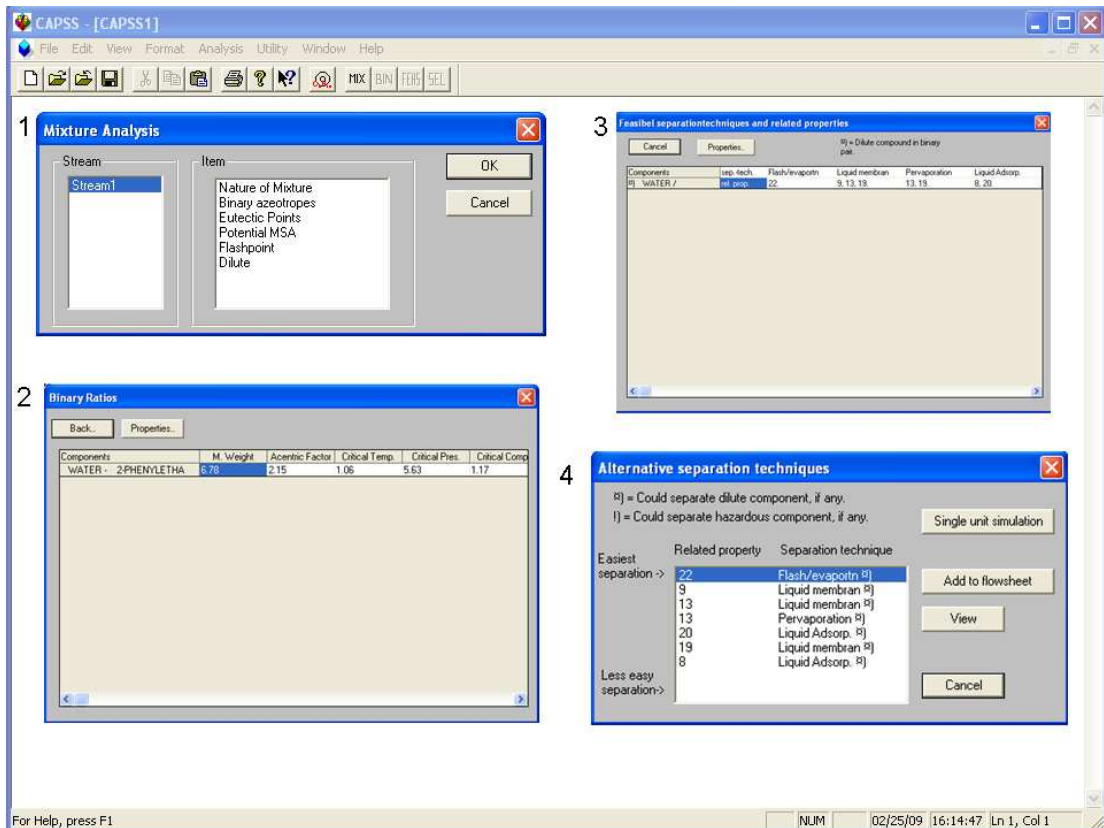 CAPSS - [CAPSS1]
File Edit View Format Analysis Utility Window Help
MIX BIN FEAS SEL
1
Mixture Analysis
Stream
Stream1
Item
Nature of Mixture
Binary azeotropes
Eutectic Points
Potential MSA
Flashpoint
Dilute
OK
Cancel
2
Binary Ratios
Back.. Properties..
Components M. Weight Acentric Factor Critical Temp. Critical Pres. Critical Comp
WATER - 2-PHENYLETHA 6.78 2.15 1.06 5.63 1.17
3
Feasibel separationtechniques and related properties
Cancel Properties.. ¤) = Dilute compound in binary
pair.
Components sep.-tech. Flash/evaportn Liquid membran Pervaporation Liquid Adsorp.
¤) WATER / rel. prop. 22. 9, 13, 19. 13, 19. 8, 20.
4
Alternative separation techniques
¤) = Could separate dilute component, if any.
!) = Could separate hazardous component, if any.
Single unit simulation
Related property Separation technique
Easiest
separation ->
22 Flash/evaportn ¤)
9 Liquid membran ¤)
13 Liquid membran ¤)
13 Pervaporation ¤)
20 Liquid Adsorp. ¤)
19 Liquid membran ¤)
8 Liquid Adsorp. ¤)
Less easy
separation->
Add to flowsheet
View
Cancel
For Help, press F1 NUM 02/25/09 16:14:47 Ln 1, Col 1